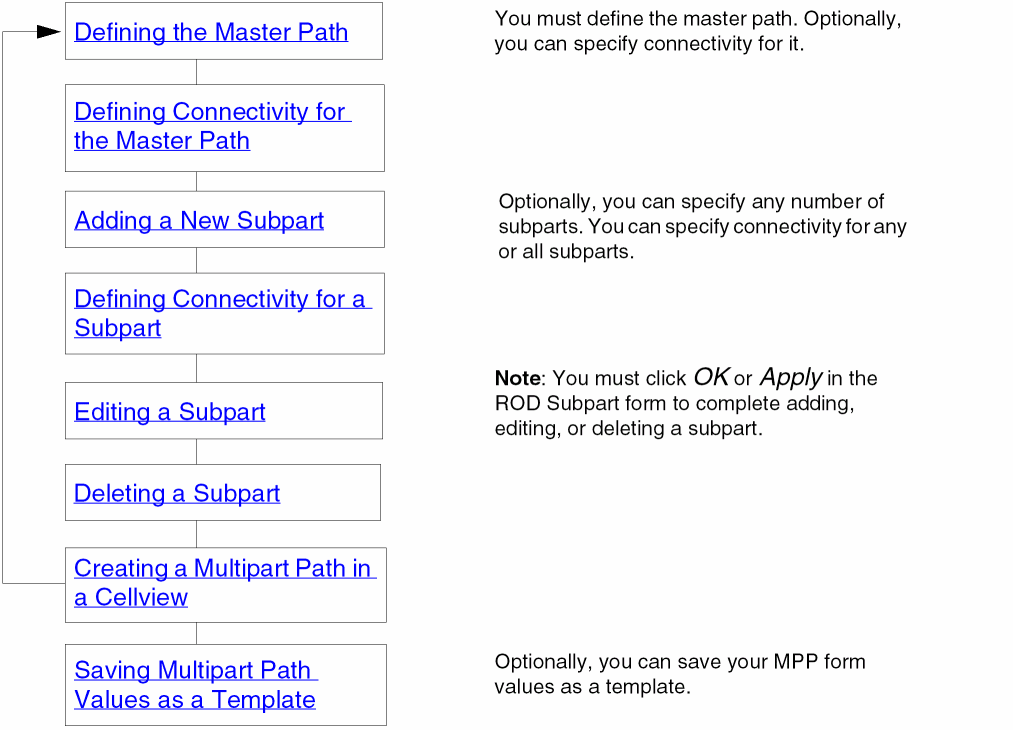 Defining the Master Path
You must define the master path. Optionally,
you can specify connectivity for it.
Defining Connectivity for
the Master Path
Adding a New Subpart
Optionally, you can specify any number of
subparts. You can specify connectivity for any
or all subparts.
Defining Connectivity for a
Subpart
Note: You must click OK or Apply in the
ROD Subpart form to complete adding,
editing, or deleting a subpart.
Editing a Subpart
Deleting a Subpart
Creating a Multipart Path in
a Cellview
Saving Multipart Path
Values as a Template
Optionally, you can save your MPP form
values as a template.